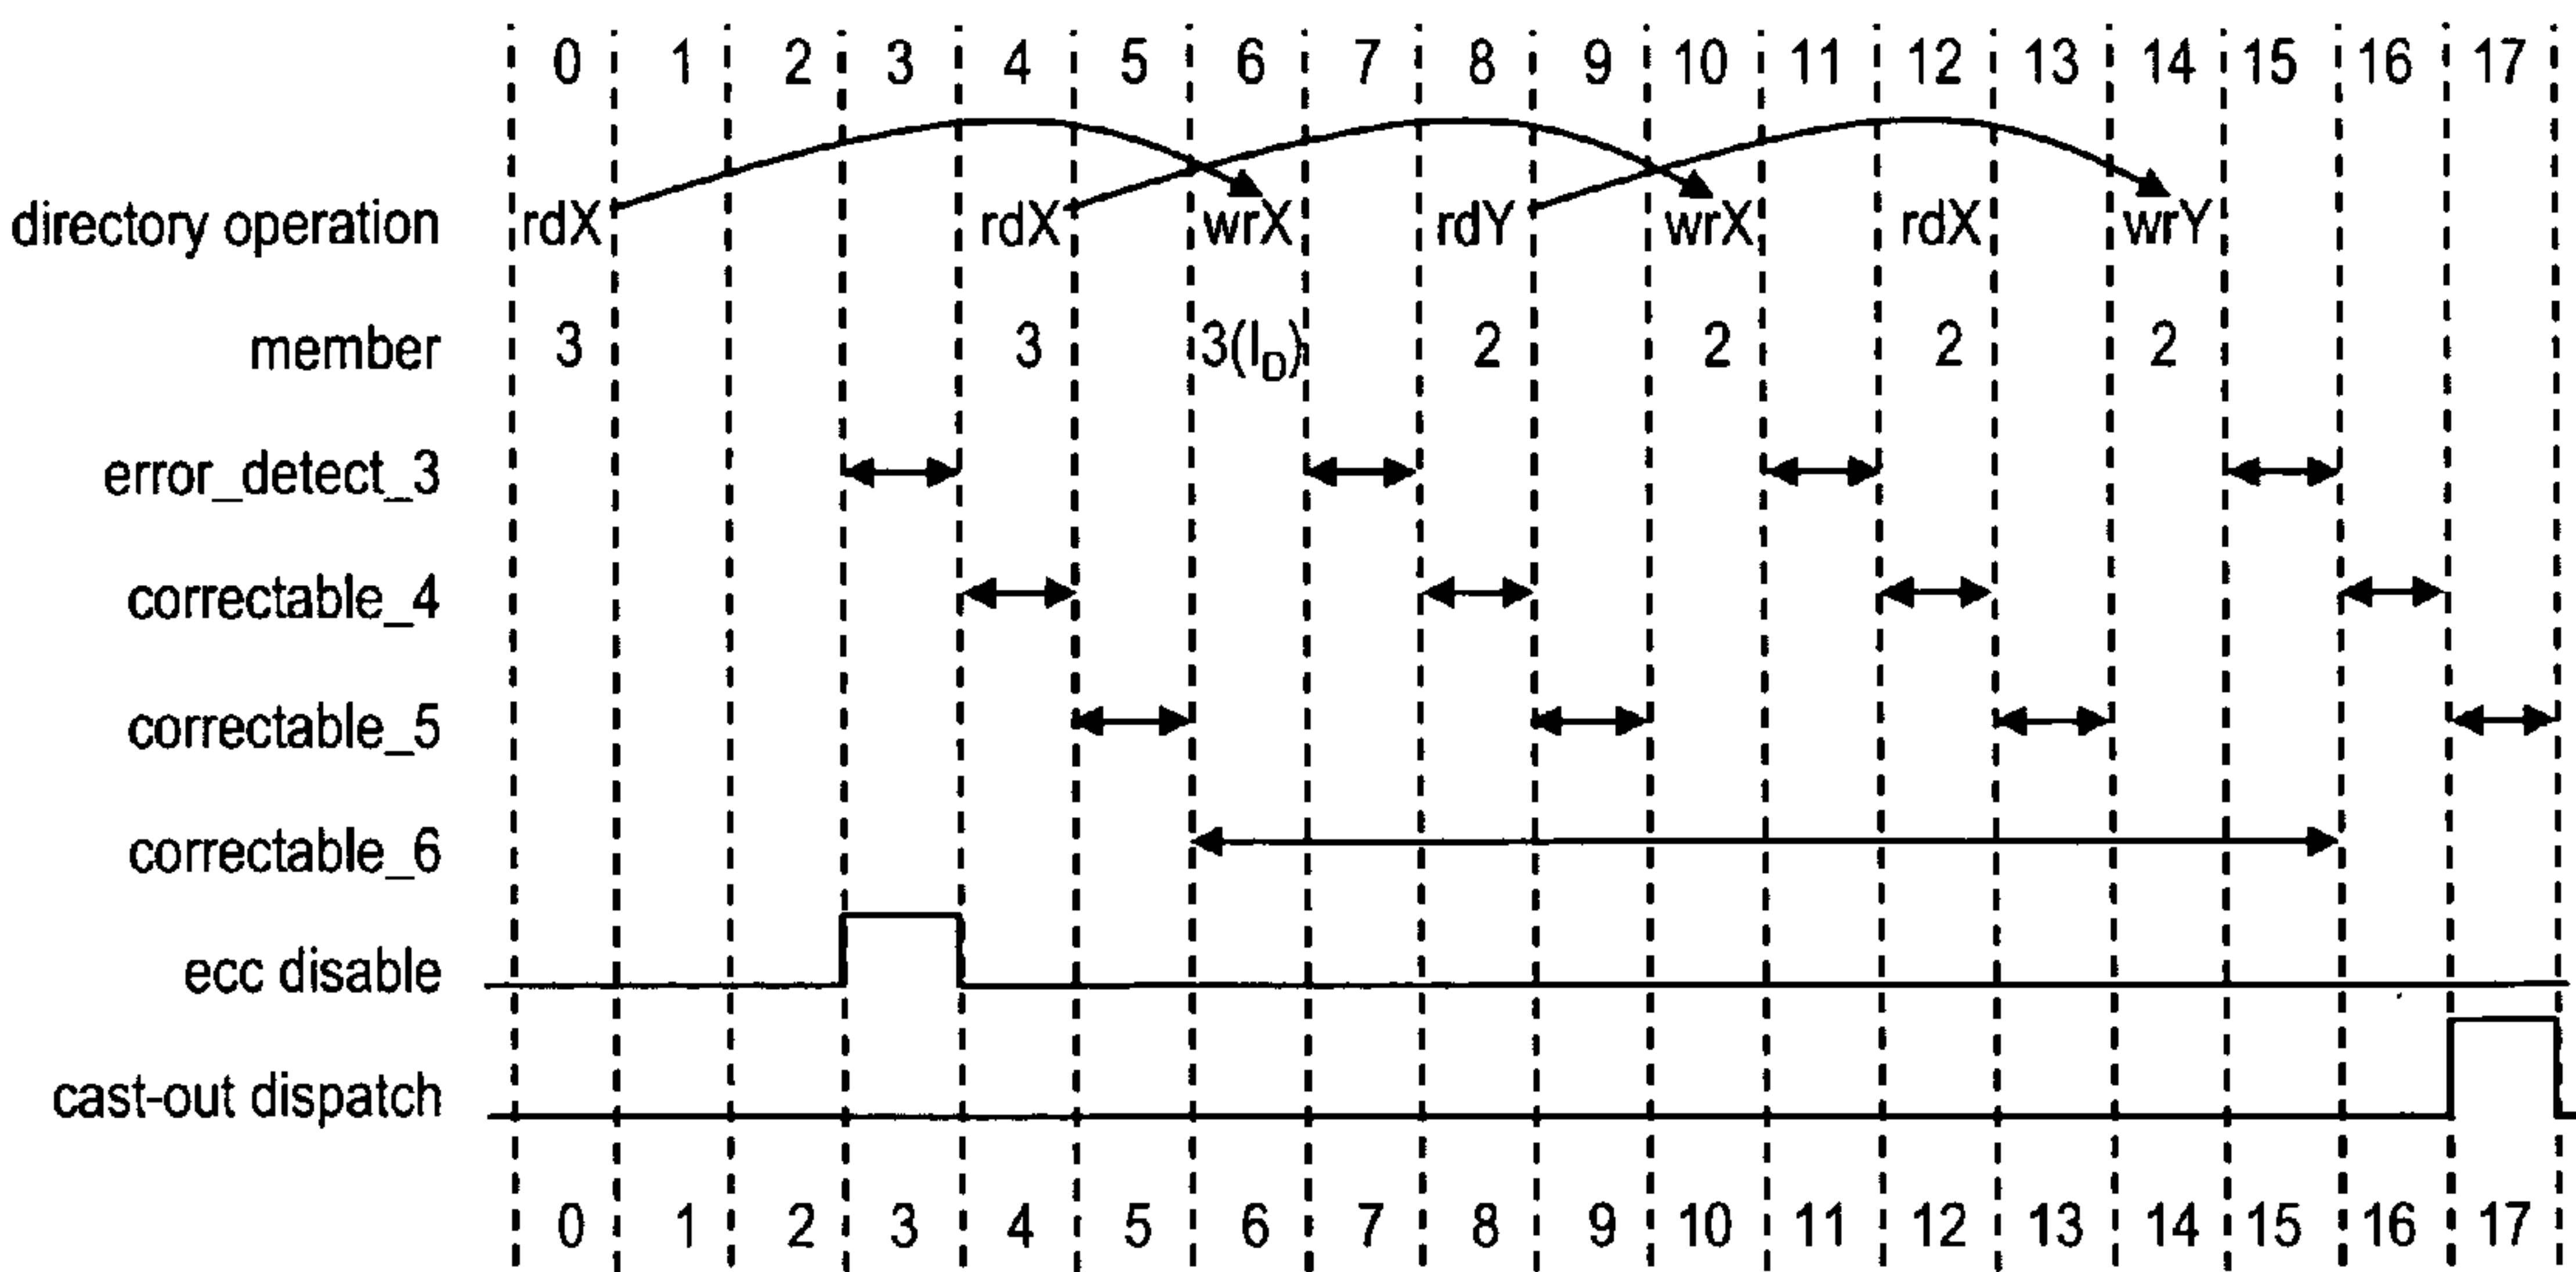 0 1 2 3 4 5 6 7 8 9 10 11 12 13 14 15 16 17
directory operation rdX rdX wrX rdY wrX rdX wrY
member 3 3 3(I_D) 2 2 2 2
error_detect_3
correctable_4
correctable_5
correctable_6
ecc disable
cast-out dispatch
0 1 2 3 4 5 6 7 8 9 10 11 12 13 14 15 16 17